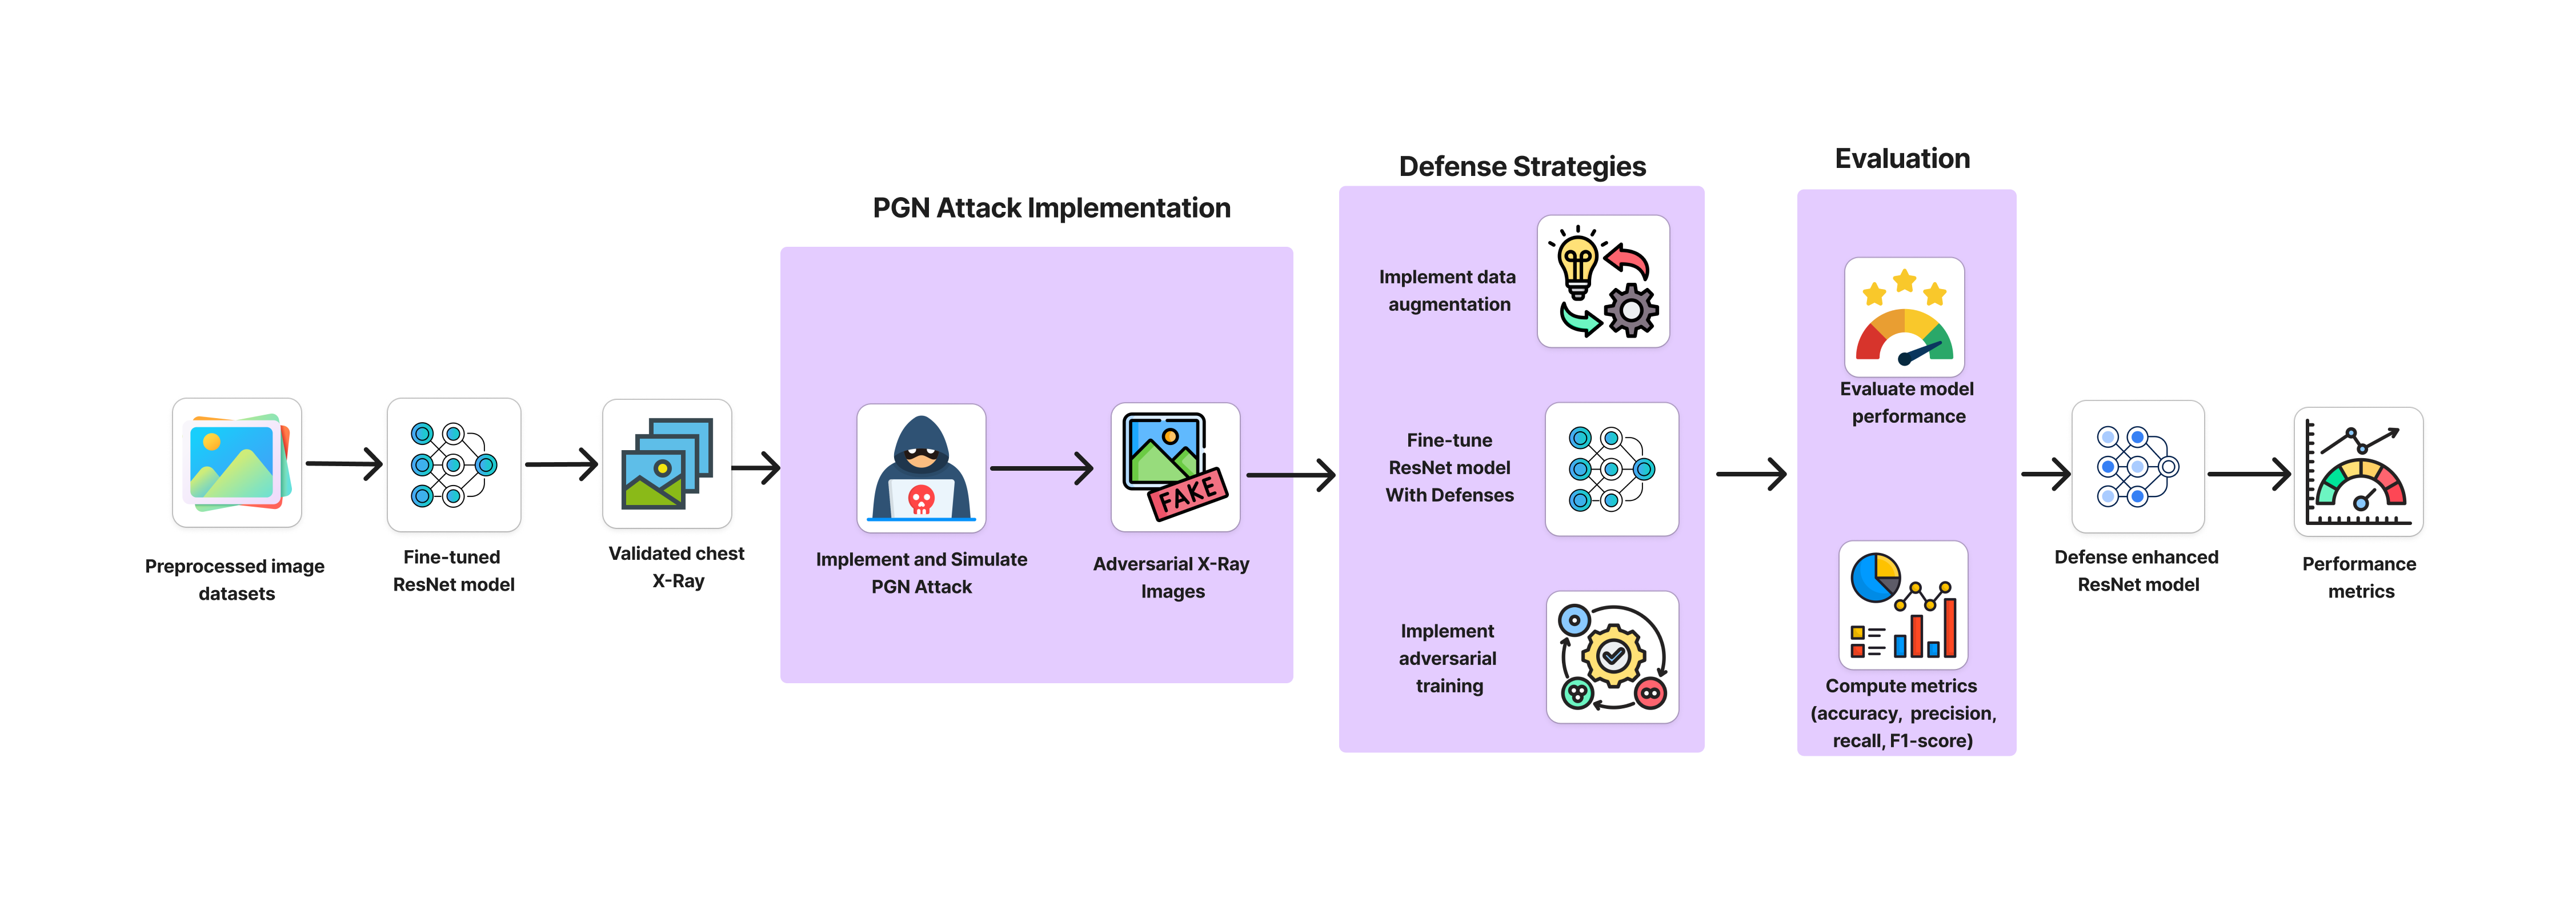 Preprocessed image
datasets
Fine-tuned
ResNet model
Validated chest
X-Ray
PGN Attack Implementation
Implement and Simulate
PGN Attack
FAKE
Adversarial X-Ray
Images
Defense Strategies
Implement data
augmentation
Fine-tune
ResNet model
With Defenses
Implement
adversarial
training
Evaluation
Evaluate model
performance
Compute metrics
(accuracy, precision,
recall, F1-score)
Defense enhanced
ResNet model
Performance
metrics